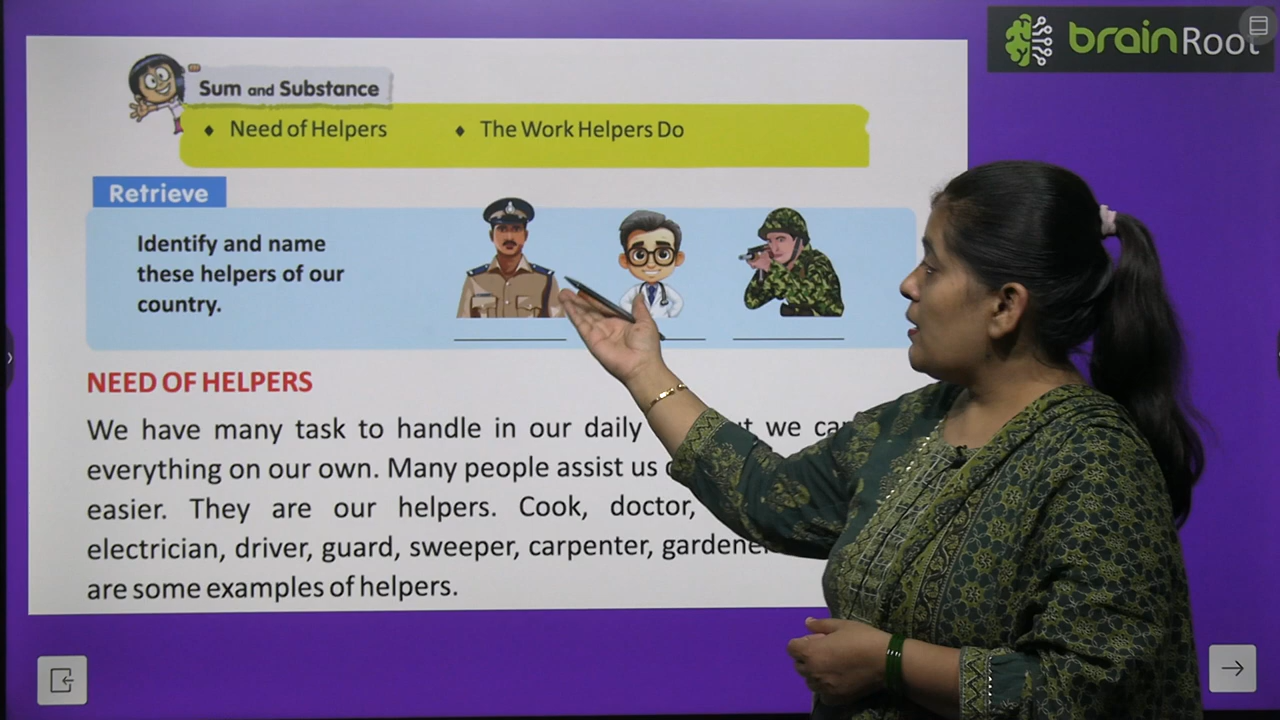 brainRoot
Sum and Substance
♦ Need of Helpers ♦ The Work Helpers Do
Retrieve
Identify and name
these helpers of our
country.
NEED OF HELPERS
We have many task to handle in our daily we
everything on our own. Many people assist us
easier. They are our helpers. Cook, doctor,
electrician, driver, guard, sweeper, carpenter, gardener
are some examples of helpers.